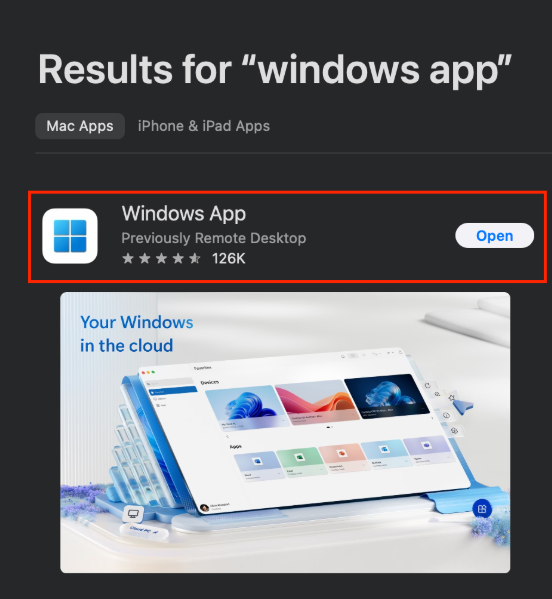 Results for “windows app”
Mac Apps
iPhone & iPad Apps
Windows App
Previously Remote Desktop
126K
Open
Your Windows
in the cloud
Devices
Apps